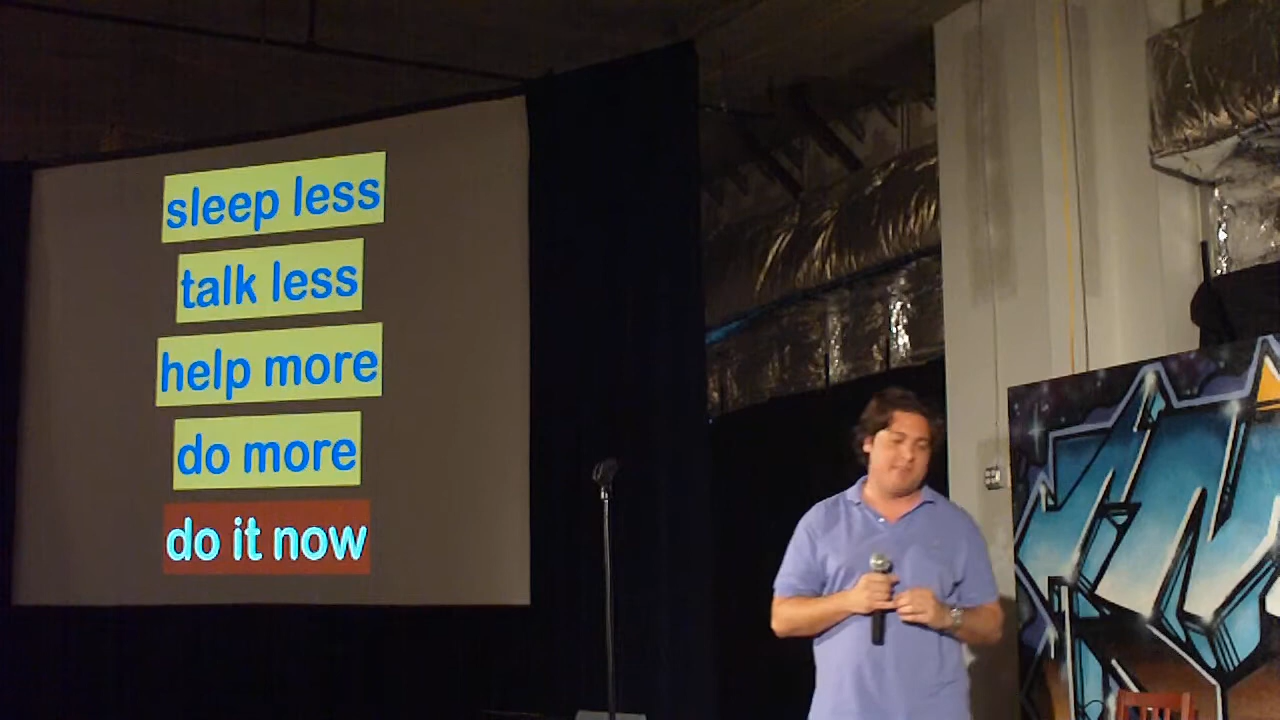 sleep less
talk less
help more
do more
do it now